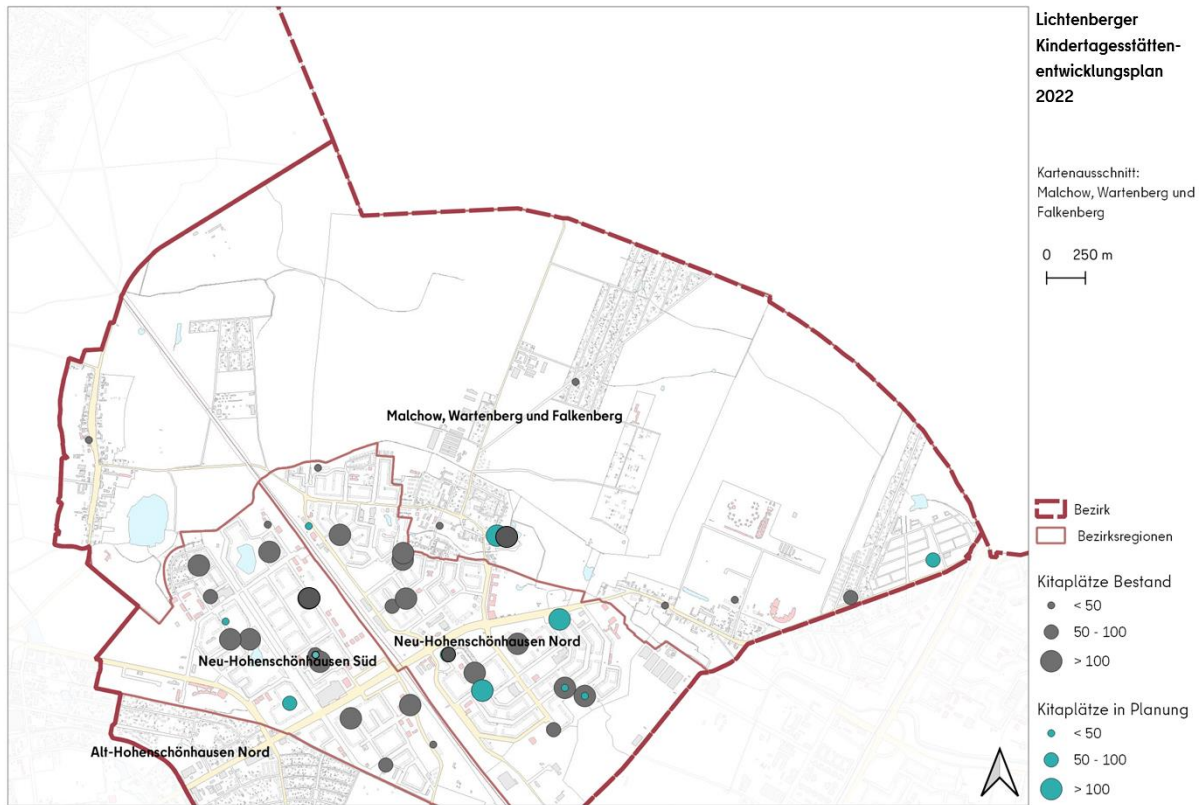 Lichtenberger
Kindertagesstätten-
entwicklungsplan
2022
Kartenausschnitt:
Malchow, Wartenberg und
Falkenberg
0 250 m
Malchow, Wartenberg und Falkenberg
Neu-Hohenschönhausen Nord
Neu-Hohenschönhausen Süd
Alt-Hohenschönhausen Nord
Bezirk
Bezirksregionen
Kitaplätze Bestand
< 50
50 - 100
> 100
Kitaplätze in Planung
< 50
50 - 100
> 100